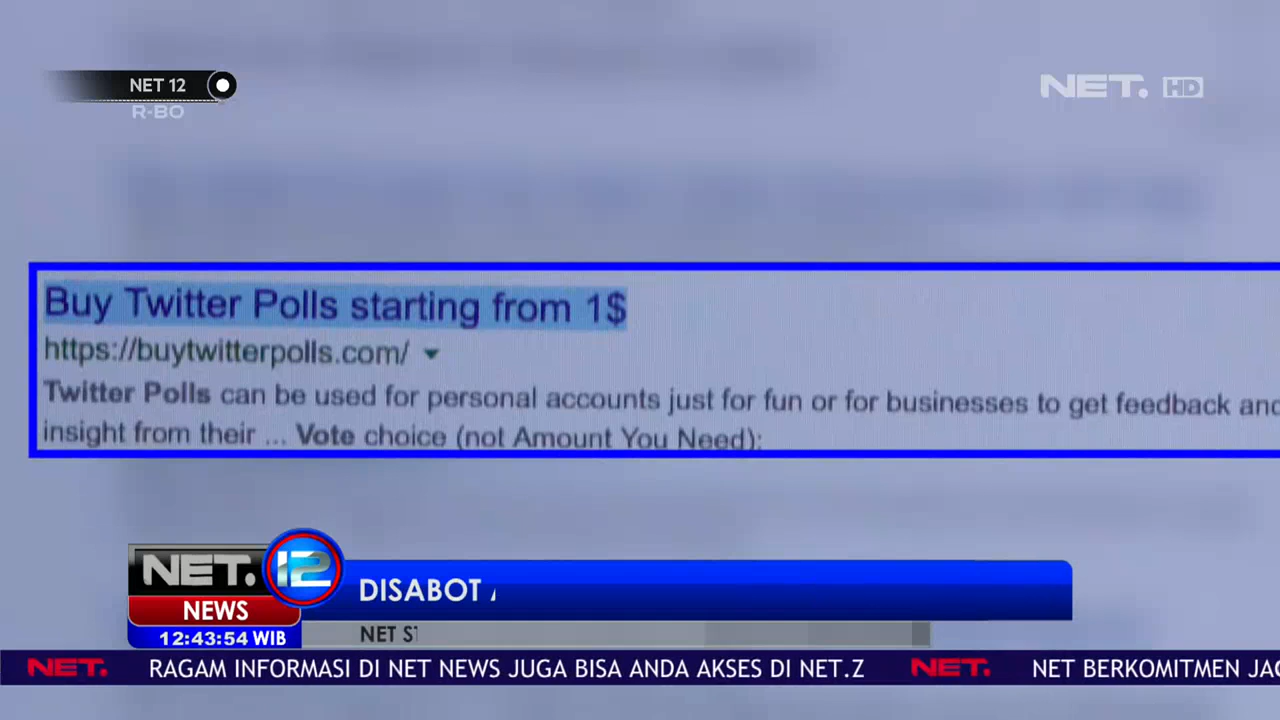 NET 12
R-BO
NET. HD
Buy Twitter Polls starting from 1$
https://buytwitterpolls.com/
Twitter Polls can be used for personal accounts just for fun or for businesses to get feedback and
insight from their ... Vote choice (not Amount You Need):
NET. 12
NEWS
DISABOT
12:43:54 WIB
NET
NET. RAGAM INFORMASI DI NET NEWS JUGA BISA ANDA AKSES DI NET.Z NET. NET BERKOMITMEN JAG